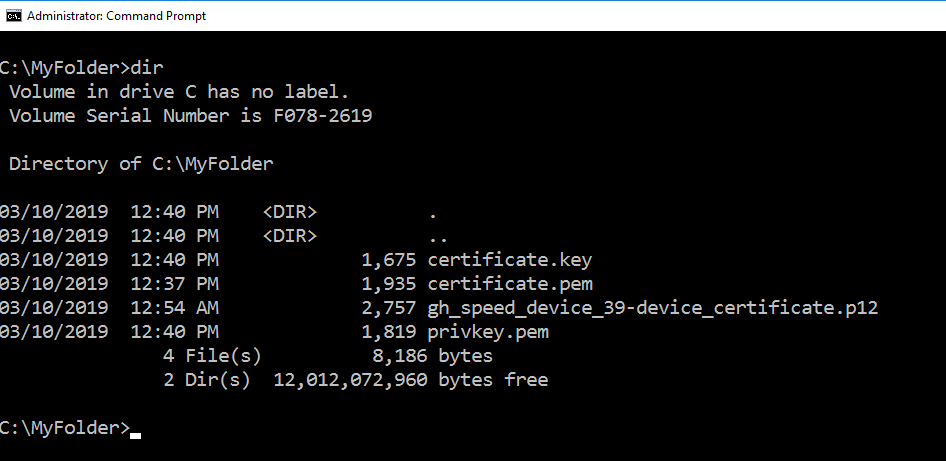 Administrator: Command Prompt
C:\MyFolder>dir
 Volume in drive C has no label.
 Volume Serial Number is F078-2619
 Directory of C:\MyFolder
03/10/2019  12:40 PM    <DIR>          .
03/10/2019  12:40 PM    <DIR>          ..
03/10/2019  12:40 PM             1,675 certificate.key
03/10/2019  12:37 PM             1,935 certificate.pem
03/10/2019  12:54 AM             2,757 gh_speed_device_39-device_certificate.p12
03/10/2019  12:40 PM             1,819 privkey.pem
               4 File(s)          8,186 bytes
               2 Dir(s)  12,012,072,960 bytes free
C:\MyFolder>